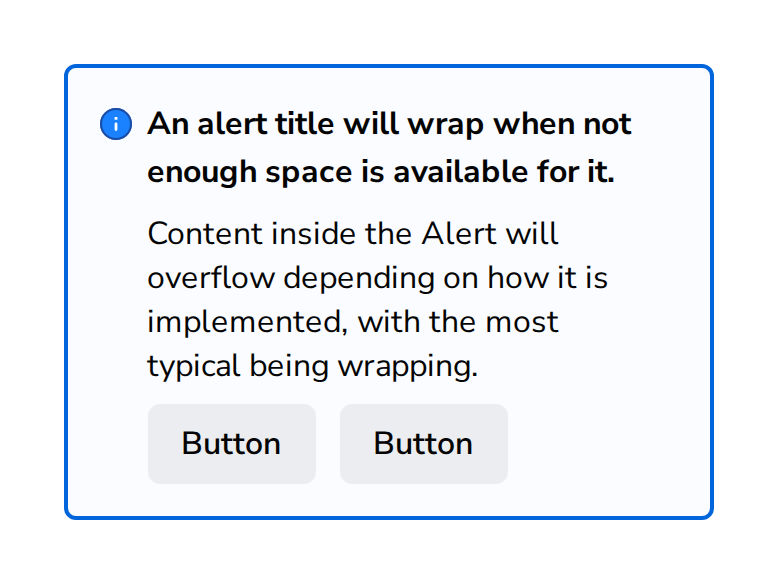 An alert title will wrap when not
enough space is available for it.
Content inside the Alert will
overflow depending on how it is
implemented, with the most
typical being wrapping.
Button Button